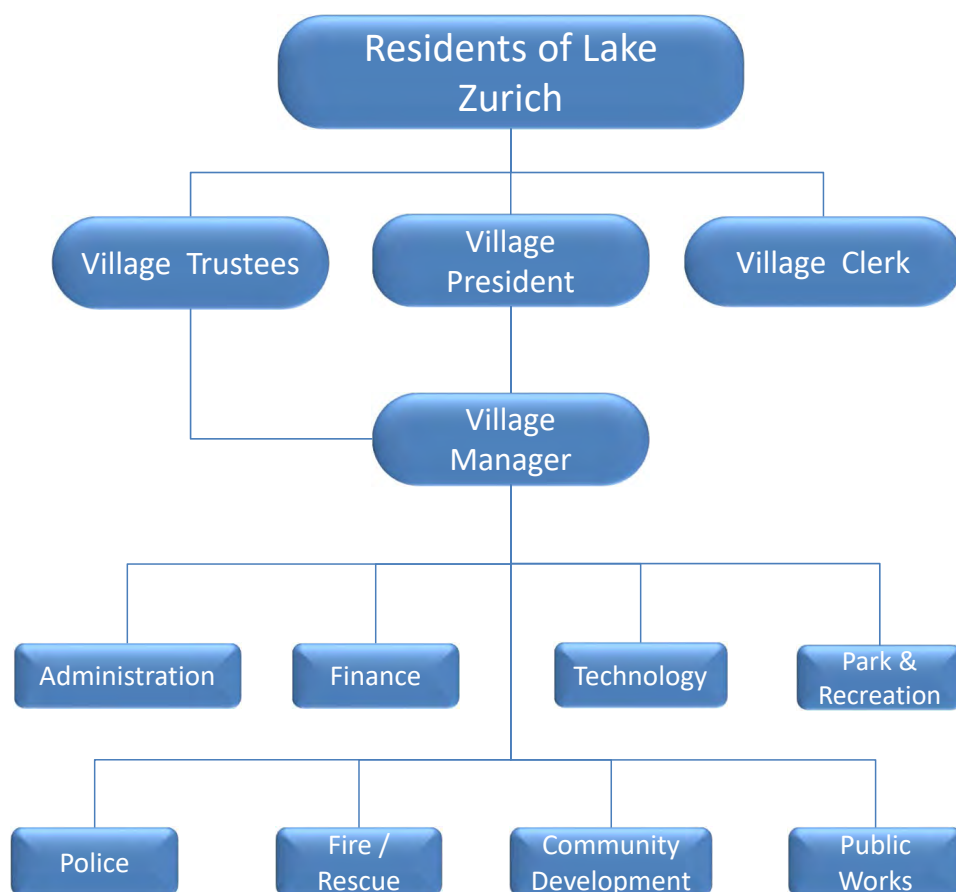 Residents of Lake
Zurich
Village Trustees
Village
President
Village Clerk
Village
Manager
Administration
Finance
Technology
Park &
Recreation
Police
Fire /
Rescue
Community
Development
Public
Works